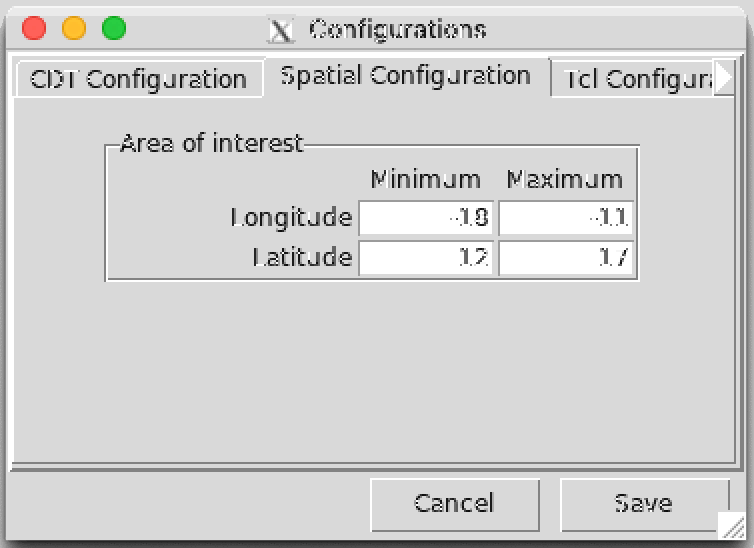 Configurations
CDT Configuration Spatial Configuration Tcl Configura
Area of interest
Minimum Maximum
Longitude -18 -11
Latitude 12 17
Cancel Save